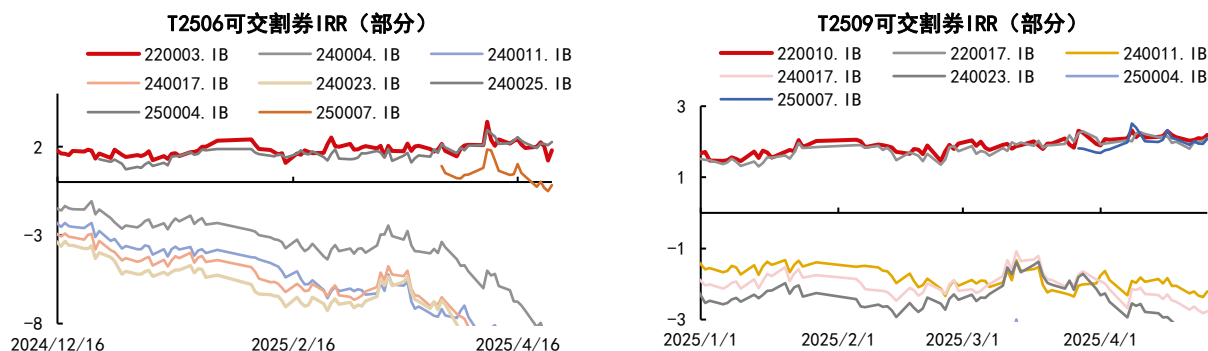 T2506可交割券IRR（部分）
220003. IB 240004. IB 240011. IB
240017. IB 240023. IB 240025. IB
250004. IB 250007. IB
2
-3
-8
2024/12/16 2025/2/16 2025/4/16
T2509可交割券IRR（部分）
220010. IB 220017. IB 240011. IB
240017. IB 240023. IB 250004. IB
250007. IB
3
1
-1
-3
2025/1/1 2025/2/1 2025/3/1 2025/4/1